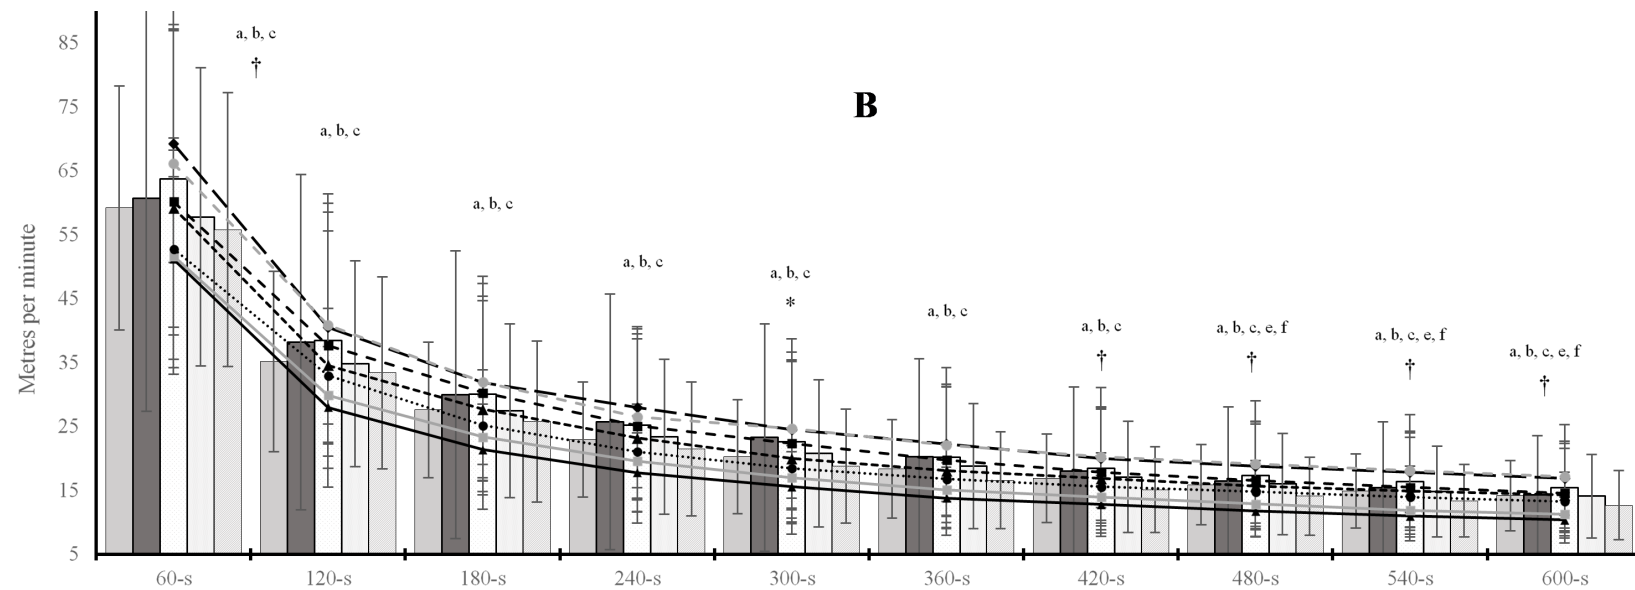 85
a, b, c
†
75
B
a, b, c
65
a, b, c
55
a, b, c
a, b, c
*
45
a, b, c
a, b, c
†
a, b, c, e, f
†
a, b, c, e, f
†
a, b, c, e, f
†
35
25
15
5
Metres per minute
60-s 120-s 180-s 240-s 300-s 360-s 420-s 480-s 540-s 600-s